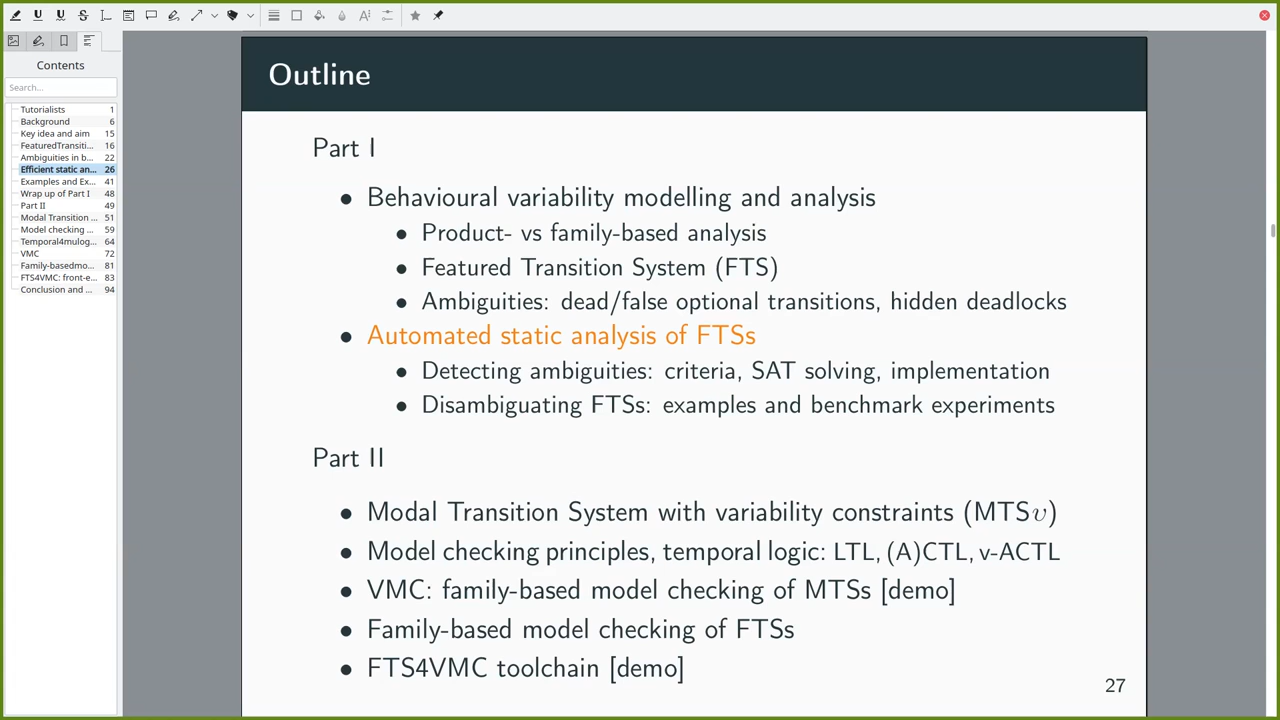 Contents
Search...
Tutorialists 1
Background 6
Key idea and aim 15
FeaturedTransiti... 16
Ambiguities in b... 22
Efficient static an... 26
Examples and Ex... 41
Wrap up of Part I 48
Part II 49
Modal Transition ... 51
Model checking ... 59
Temporal4mulog... 64
VMC 72
Family-basedmo... 81
FTS4VMC: front-e... 83
Conclusion and ... 94
Outline
Part I
• Behavioural variability modelling and analysis
• Product- vs family-based analysis
• Featured Transition System (FTS)
• Ambiguities: dead/false optional transitions, hidden deadlocks
• Automated static analysis of FTSs
• Detecting ambiguities: criteria, SAT solving, implementation
• Disambiguating FTSs: examples and benchmark experiments
Part II
• Modal Transition System with variability constraints (MTSυ)
• Model checking principles, temporal logic: LTL, (A)CTL, v-ACTL
• VMC: family-based model checking of MTSs [demo]
• Family-based model checking of FTSs
• FTS4VMC toolchain [demo]
27